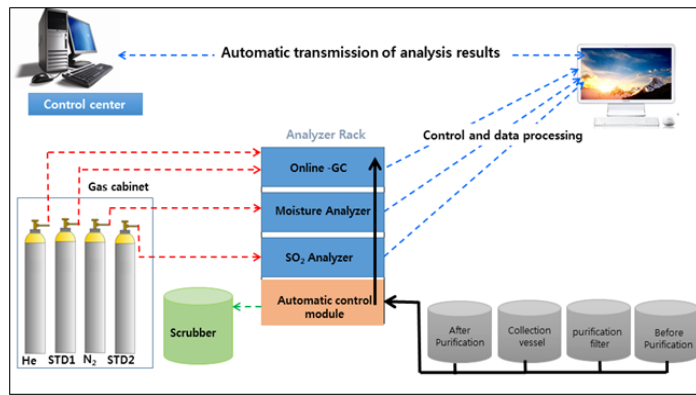 Automatic transmission of analysis results
Control center
Analyzer Rack
Control and data processing
Online -GC
Gas cabinet
Moisture Analyzer
SO₂ Analyzer
Automatic control
module
Scrubber
After
Purification
Collection
vessel
purification
filter
Before
Purification
He STD1 N₂ STD2